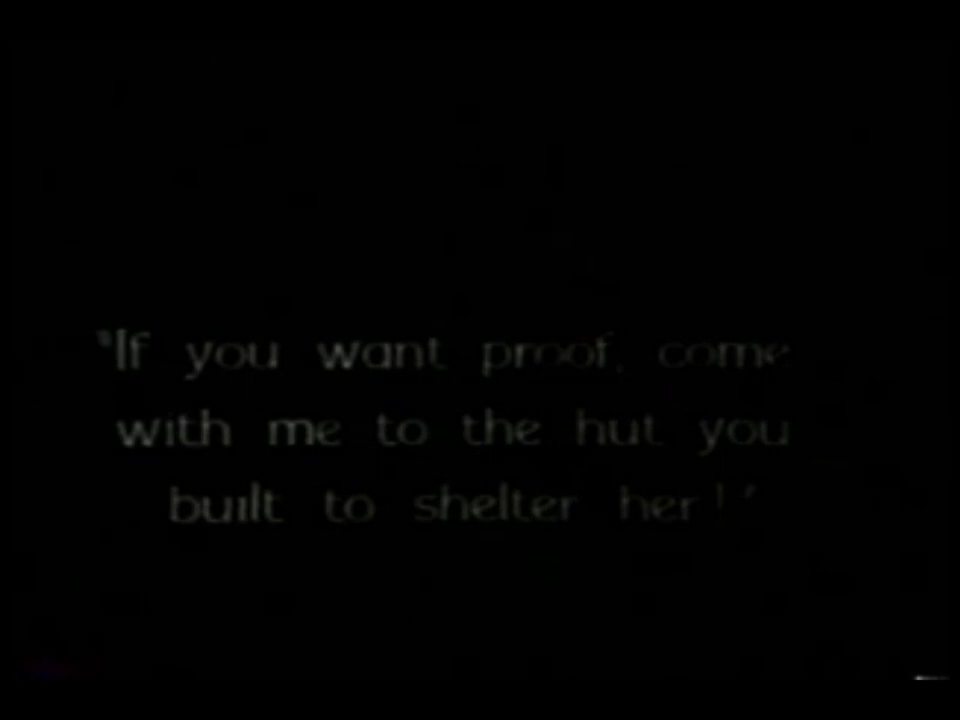 "If you want proof, come
with me to the hut you
built to shelter her!"